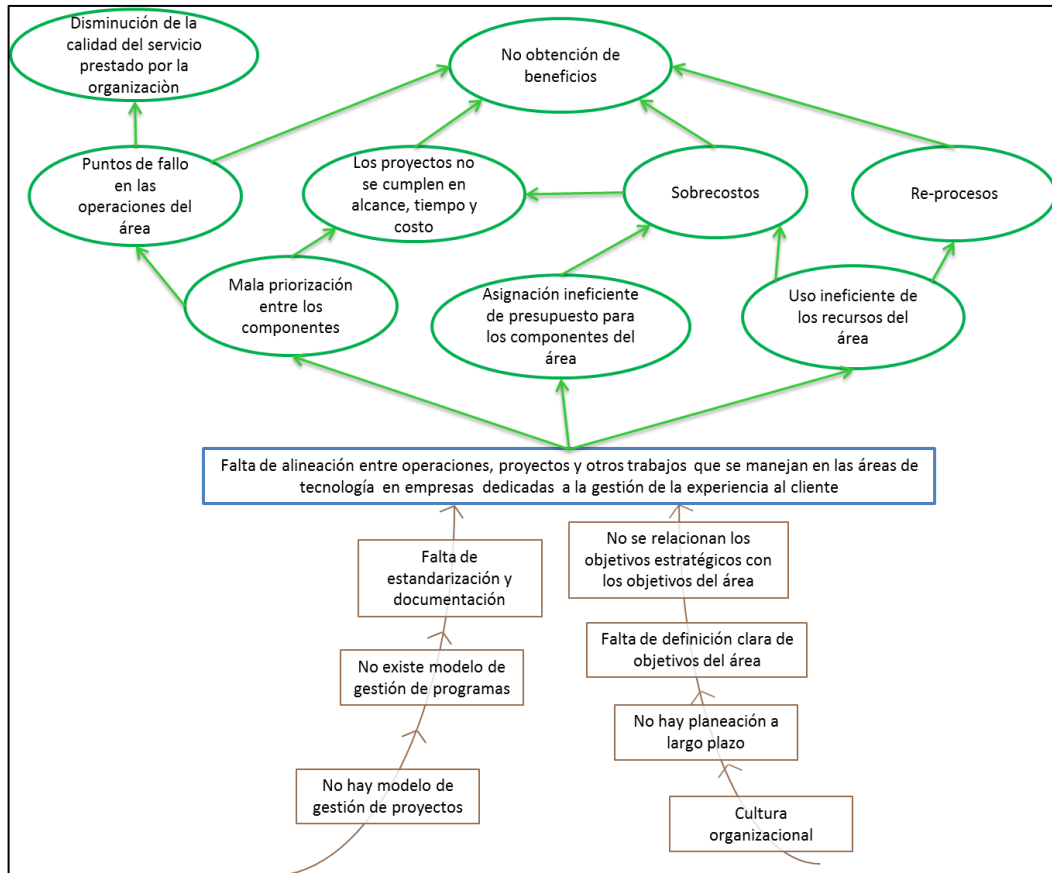 Disminución de la
calidad del servicio
prestado por la
organizaciòn
No obtención de
beneficios
Puntos de fallo
en las
operaciones del
área
Los proyectos no
se cumplen en
alcance, tiempo y
costo
Sobrecostos
Re-procesos
Mala priorización
entre los
componentes
Asignación ineficiente
de presupuesto para
los componentes del
área
Uso ineficiente de
los recursos del
área
Falta de alineación entre operaciones, proyectos y otros trabajos que se manejan en las áreas de
tecnología en empresas dedicadas a la gestión de la experiencia al cliente
Falta de
estandarización y
documentación
No se relacionan los
objetivos estratégicos con
los objetivos del área
No existe modelo de
gestión de programas
Falta de definición clara de
objetivos del área
No hay modelo de
gestión de proyectos
No hay planeación a
largo plazo
Cultura
organizacional